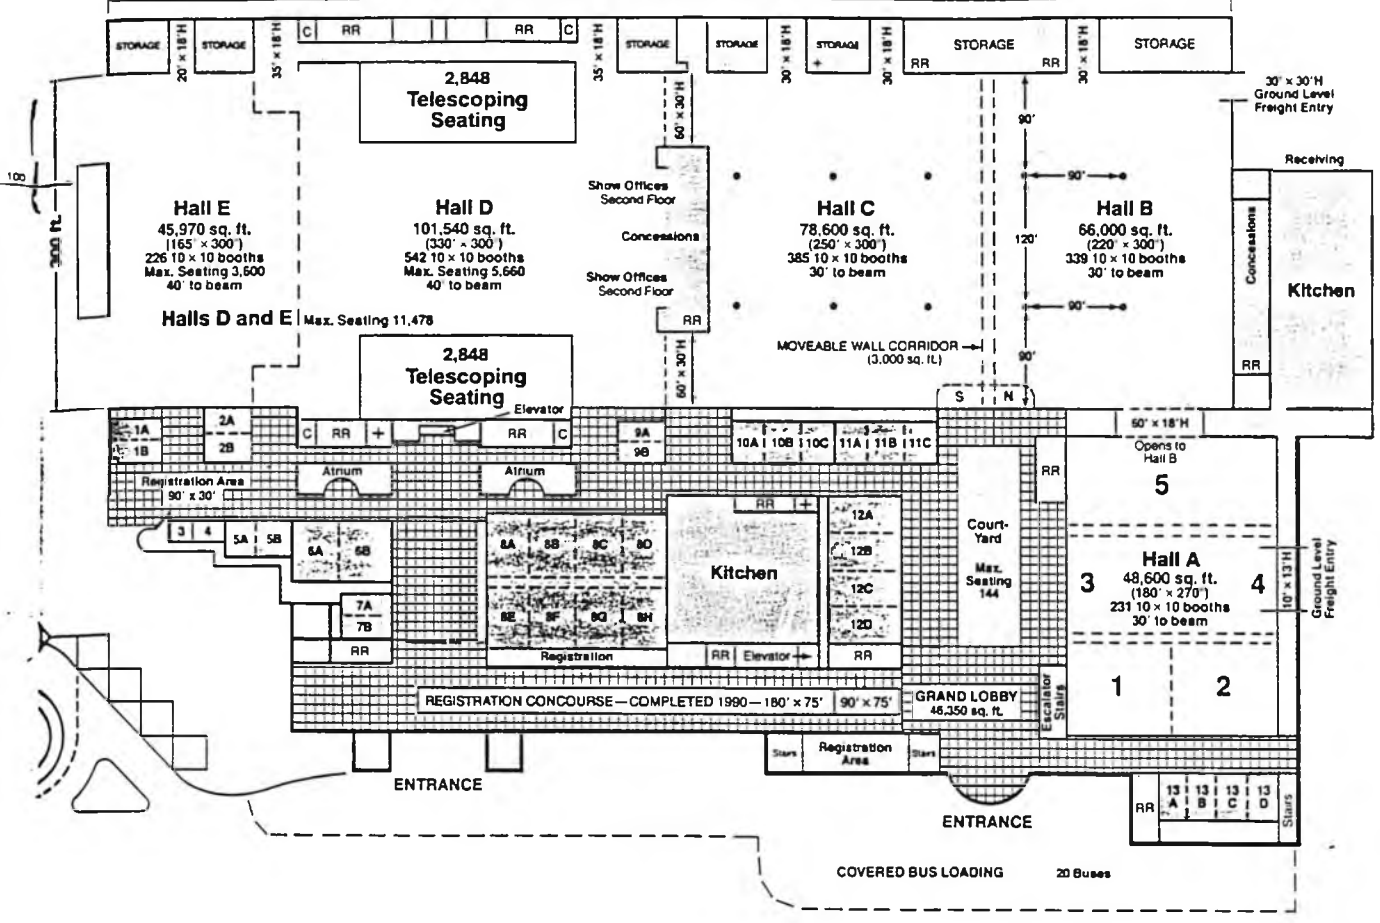 STORAGE
20' × 18'H
STORAGE
35' × 18'H
C
RR
RR
C
35' × 18'H
STORAGE
STORAGE
30' × 18'H
STORAGE
+
30' × 18'H
STORAGE
RR
RR
30' × 18'H
STORAGE
30' × 30'H
Ground Level
Freight Entry
Receiving
2,848
Telescoping
Seating
60' × 30'H
90'
300 ft.
Hall E
45,970 sq. ft.
(165' × 300')
226 10 × 10 booths
Max. Seating 3,600
40' to beam
Hall D
101,540 sq. ft.
(330' × 300')
542 10 × 10 booths
Max. Seating 5,660
40' to beam
Halls D and E Max. Seating 11,476
Show Offices
Second Floor
Concessions
Show Offices
Second Floor
RR
60' × 30'H
Hall C
78,600 sq. ft.
(250' × 300')
385 10 × 10 booths
30' to beam
90'
120'
90'
90'
Hall B
66,000 sq. ft.
(220' × 300')
339 10 × 10 booths
30' to beam
Concessions
RR
Kitchen
MOVEABLE WALL CORRIDOR
(3,000 sq. ft.)
S
N
2,848
Telescoping
Seating
Elevator
1A
1B
2A
2B
C
RR
+
RR
C
9A
9B
10A
10B
10C
11A
11B
11C
60' × 18'H
Opens to
Hall B
Registration Area
90' × 30'
Atrium
Atrium
3
4
5A
5B
6A
6B
7A
7B
RR
8A
8B
8C
8D
8E
8F
8G
8H
Registration
RR
+
Kitchen
RR
Elevator
12A
12B
12C
12D
RR
Court-
Yard
Max.
Seating
144
RR
5
Hall A
48,600 sq. ft.
(180' × 270')
231 10 × 10 booths
30' to beam
3
4
1
2
10' × 13'H
Ground Level
Freight Entry
REGISTRATION CONCOURSE—COMPLETED 1990—180' × 75'
90' × 75'
GRAND LOBBY
46,350 sq. ft.
Escalator
Stairs
Stairs
Registration
Area
Stairs
ENTRANCE
ENTRANCE
RR
13
A
13
B
13
C
13
D
Stairs
COVERED BUS LOADING
20 Buses